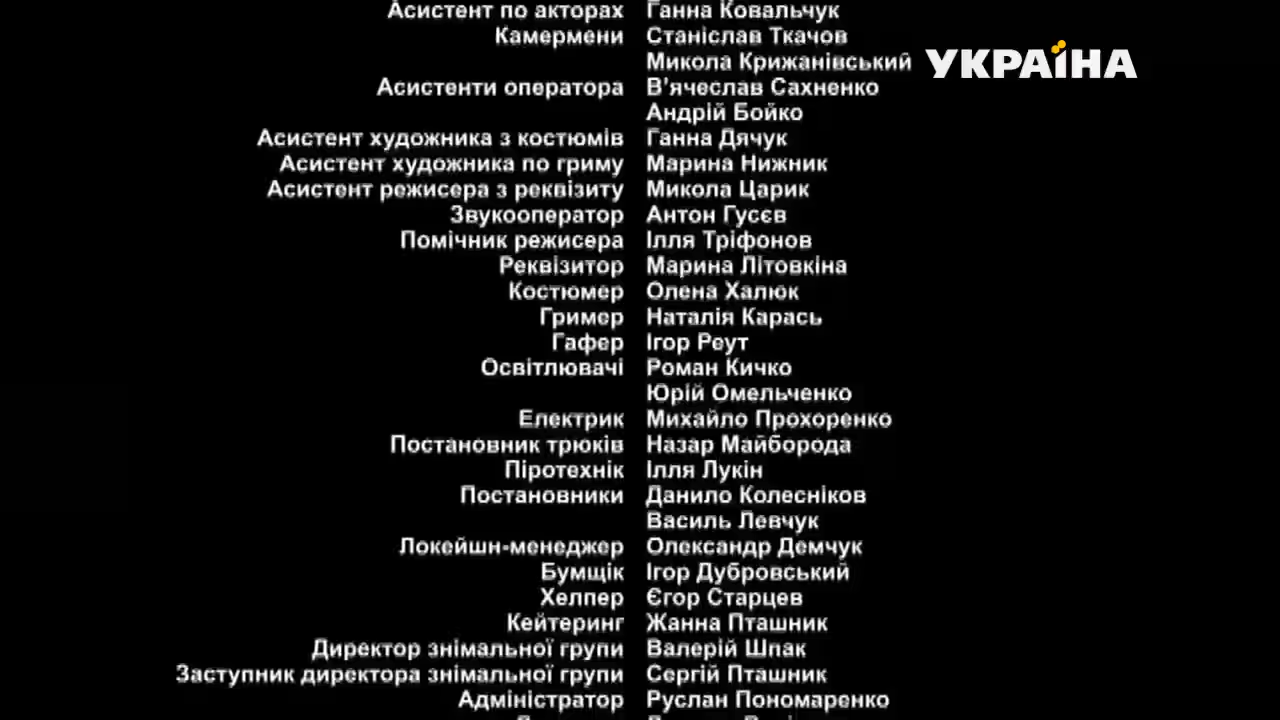 Асистент по акторах Ганна Ковальчук
Камермени Станіслав Ткачов
Микола Крижанівський
УКРАЇНА
Асистенти оператора В'ячеслав Сахненко
Андрій Бойко
Асистент художника з костюмів Ганна Дячук
Асистент художника по гриму Марина Нижник
Асистент режисера з реквізиту Микола Царик
Звукооператор Антон Гусєв
Помічник режисера Ілля Тріфонов
Реквізитор Марина Літовкіна
Костюмер Олена Халюк
Гример Наталія Карась
Гафер Ігор Реут
Освітлювачі Роман Кичко
Юрій Омельченко
Електрик Михайло Прохоренко
Постановник трюків Назар Майборода
Піротехнік Ілля Лукін
Постановники Данило Колесніков
Василь Левчук
Локейшн-менеджер Олександр Демчук
Бумщік Ігор Дубровський
Хелпер Єгор Старцев
Кейтеринг Жанна Пташник
Директор знімальної групи Валерій Шпак
Заступник директора знімальної групи Сергій Пташник
Адміністратор Руслан Пономаренко